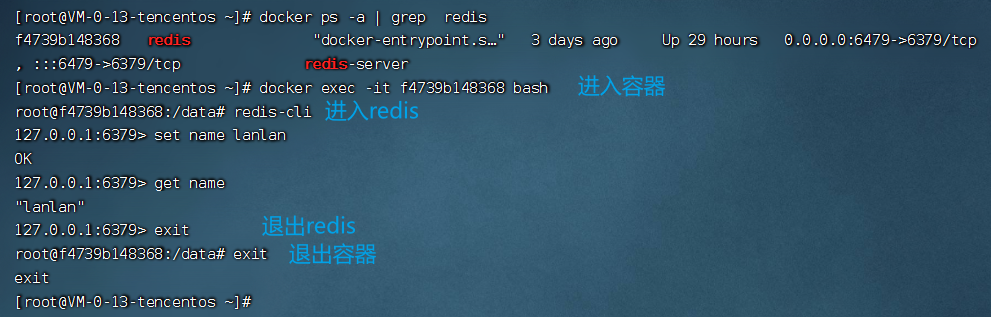 [root@VM-0-13-tencentos ~]# docker ps -a | grep  redis
f4739b148368   redis              "docker-entrypoint.s…"   3 days ago     Up 29 hours   0.0.0.0:6479->6379/tcp
, :::6479->6379/tcp              redis-server
[root@VM-0-13-tencentos ~]# docker exec -it f4739b148368 bash 进入容器
root@f4739b148368:/data# redis-cli 进入redis
127.0.0.1:6379> set name lanlan
OK
127.0.0.1:6379> get name
"lanlan"
127.0.0.1:6379> exit 退出redis
root@f4739b148368:/data# exit 退出容器
exit
[root@VM-0-13-tencentos ~]#